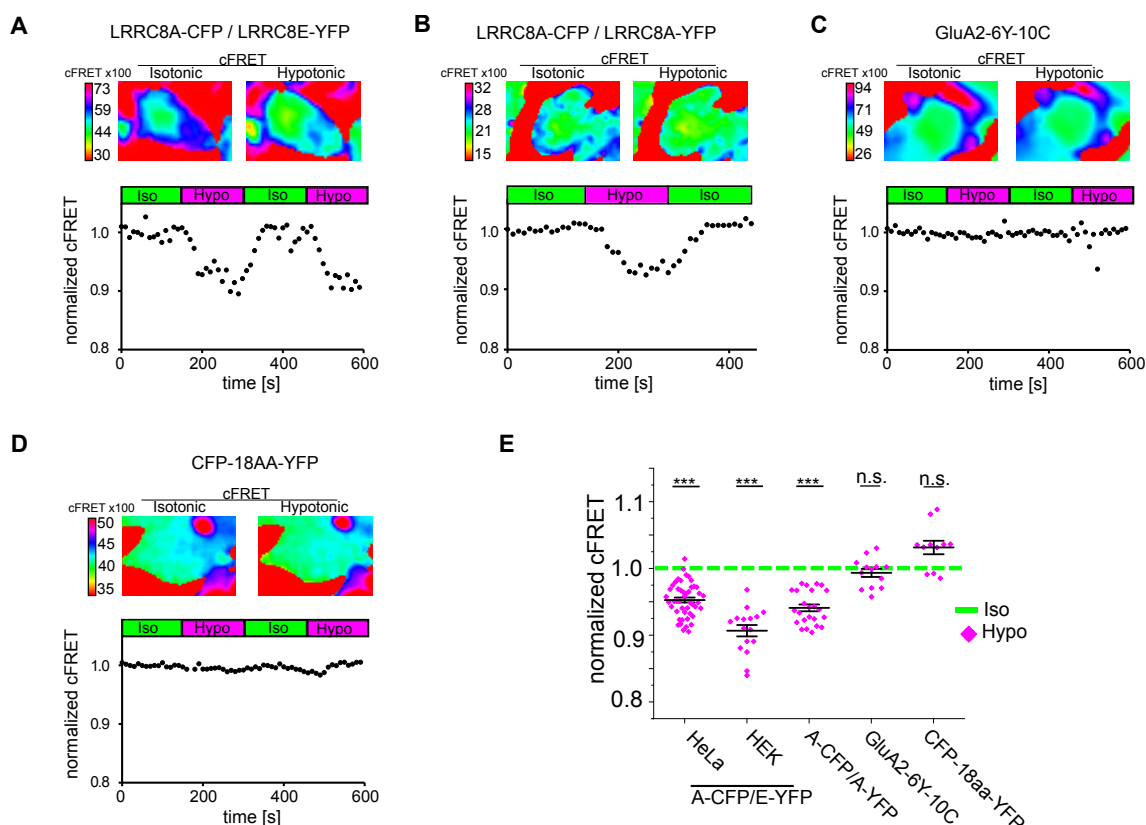 A
LRRC8A-CFP / LRRC8E-YFP
cFRET
cFRET x100
Isotonic
Hypotonic
73
59
44
30
Iso
Hypo
Iso
Hypo
normalized cFRET
1.0
0.9
0.8
0
200
400
600
time [s]
B
LRRC8A-CFP / LRRC8A-YFP
cFRET
cFRET x100
Isotonic
Hypotonic
32
28
21
15
Iso
Hypo
Iso
normalized cFRET
1.0
0.9
0.8
0
200
400
time [s]
C
GluA2-6Y-10C
cFRET
cFRET x100
Isotonic
Hypotonic
94
71
49
26
Iso
Hypo
Iso
Hypo
normalized cFRET
1.0
0.9
0.8
0
200
400
600
time [s]
D
CFP-18AA-YFP
cFRET
cFRET x100
Isotonic
Hypotonic
50
45
40
35
Iso
Hypo
Iso
Hypo
normalized cFRET
1.0
0.9
0.8
0
200
400
600
time [s]
E
*** *** *** n.s. n.s.
normalized cFRET
1.1
1.0
0.9
0.8
Iso
Hypo
HeLa
HEK
A-CFP/A-YFP
GluA2-6Y-10C
CFP-18aa-YFP
A-CFP/E-YFP